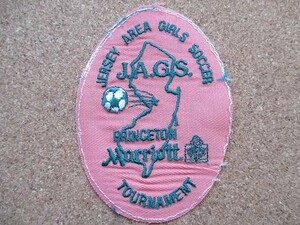 JERSEY AREA GIRLS SOCCER
J.A.G.S.
PRINCETON
Marriott
TOURNAMENT